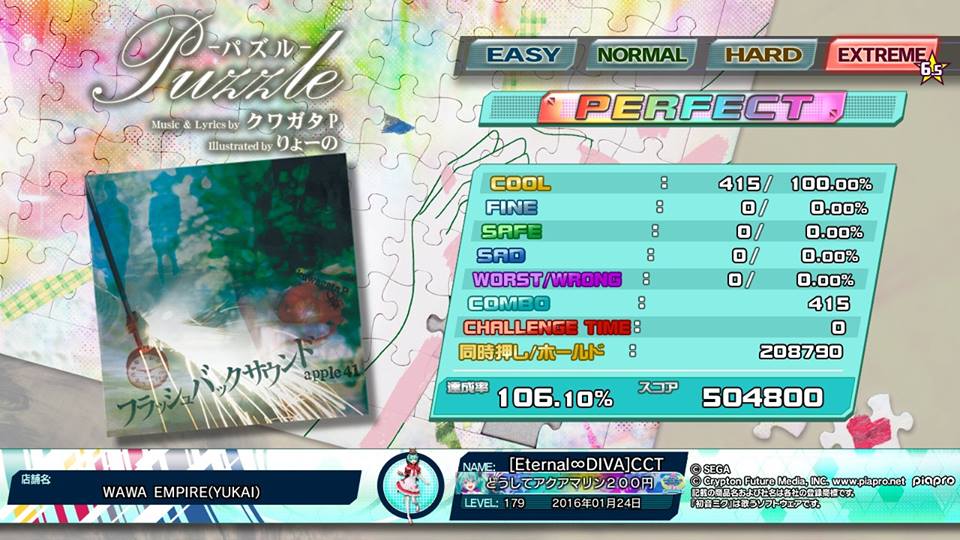 -パズル-
Puzzle
Music & Lyrics by クワガタP
Illustrated by りょーの
EASY NORMAL HARD EXTREME 6.5
PERFECT
COOL : 415/ 100.00%
FINE : 0/ 0.00%
SAFE : 0/ 0.00%
SAD : 0/ 0.00%
WORST/WRONG : 0/ 0.00%
COMBO : 415
CHALLENGE TIME : 0
同時押し/ホールド : 208790
達成率 106.10% スコア 504800
フラッシュバックサウンド
apple41
店舗名
WAWA EMPIRE(YUKAI)
NAME: [Eternal∞DIVA]CCT
どうしてアクアマリン200円
LEVEL: 179 2016年01月24日
© SEGA
© Crypton Future Media, INC. www.piapro.net piapro
記載の商品名および社名は各社の登録商標です。
「初音ミク」は歌うソフトウェアです。